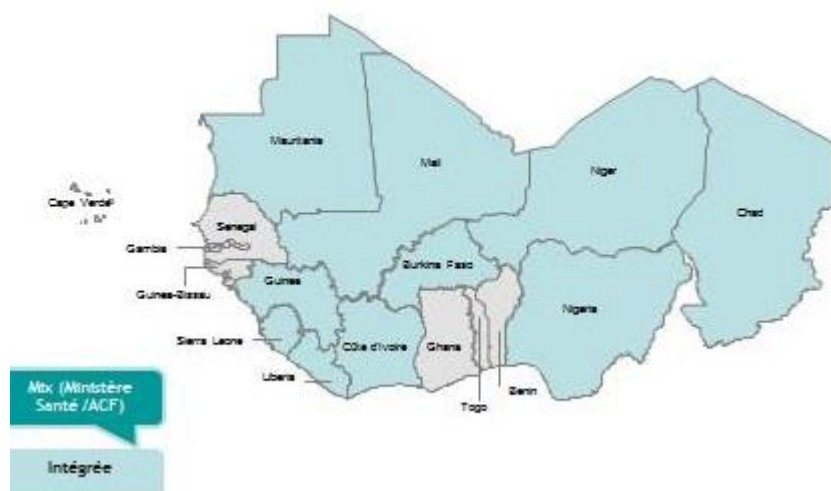 Mauritania
Mali
Niger
Cape Verde
Senegal
Chad
Gambia
Burkina Faso
Guinea
Guinea-Bissau
Nigeria
Sierra Leone
Côte d'Ivoire
Ghana
Liberia
Benin
Togo
Mix (Ministère
Santé /ACF)
Intégrée